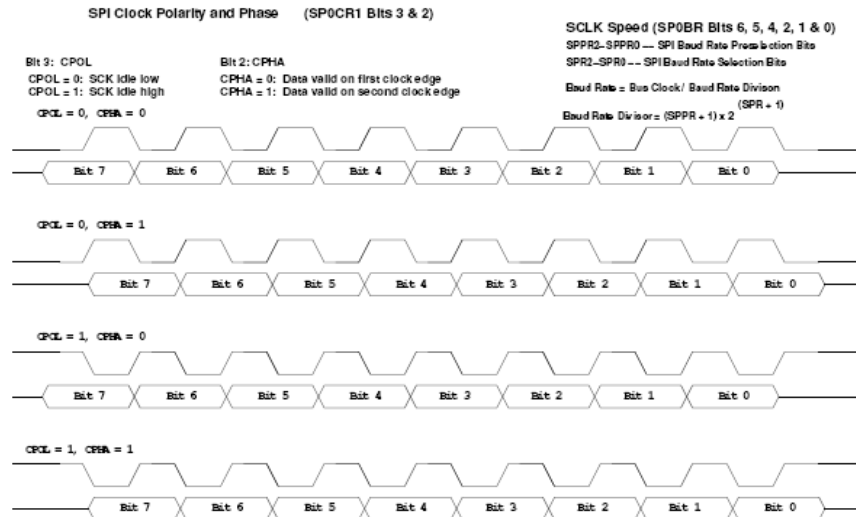 SPI Clock Polarity and Phase (SP0CR1 Bits 3 & 2)
SCLK Speed (SP0BR Bits 6, 5, 4, 2, 1 & 0)
SPPR2–SPPR0 –– SPI Baud Rate Preselection Bits
SPR2–SPR0 –– SPI Baud Rate Selection Bits
Baud Rate = Bus Clock / Baud Rate Divison
(SPR + 1)
Baud Rate Divisor = (SPPR + 1) x 2
Bit 3: CPOL
CPOL = 0: SCK idle low
CPOL = 1: SCK idle high
Bit 2: CPHA
CPHA = 0: Data valid on first clock edge
CPHA = 1: Data valid on second clock edge
CPOL = 0, CPHA = 0
Bit 7 Bit 6 Bit 5 Bit 4 Bit 3 Bit 2 Bit 1 Bit 0
CPOL = 0, CPHA = 1
Bit 7 Bit 6 Bit 5 Bit 4 Bit 3 Bit 2 Bit 1 Bit 0
CPOL = 1, CPHA = 0
Bit 7 Bit 6 Bit 5 Bit 4 Bit 3 Bit 2 Bit 1 Bit 0
CPOL = 1, CPHA = 1
Bit 7 Bit 6 Bit 5 Bit 4 Bit 3 Bit 2 Bit 1 Bit 0